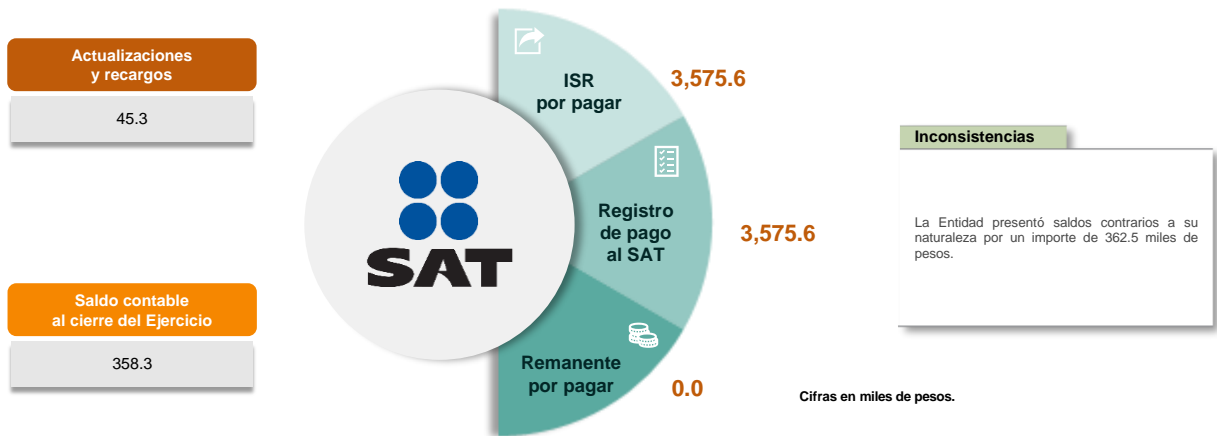 Actualizaciones
y recargos
45.3
Saldo contable
al cierre del Ejercicio
358.3
SAT
ISR
por pagar
3,575.6
Registro
de pago
al SAT
3,575.6
Remanente
por pagar
0.0
Inconsistencias
La Entidad presentó saldos contrarios a su
naturaleza por un importe de 362.5 miles de
pesos.
Cifras en miles de pesos.